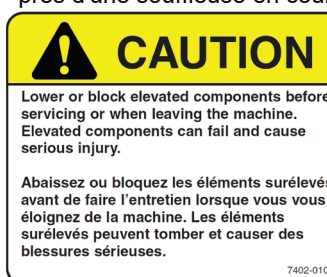 CAUTION
Lower or block elevated components before
servicing or when leaving the machine.
Elevated components can fail and cause
serious injury.
Abaissez ou bloquez les éléments surélevés
avant de faire l'entretien lorsque vous vous
éloignez de la machine. Les éléments
surélevés peuvent tomber et causer des
blessures sérieuses.